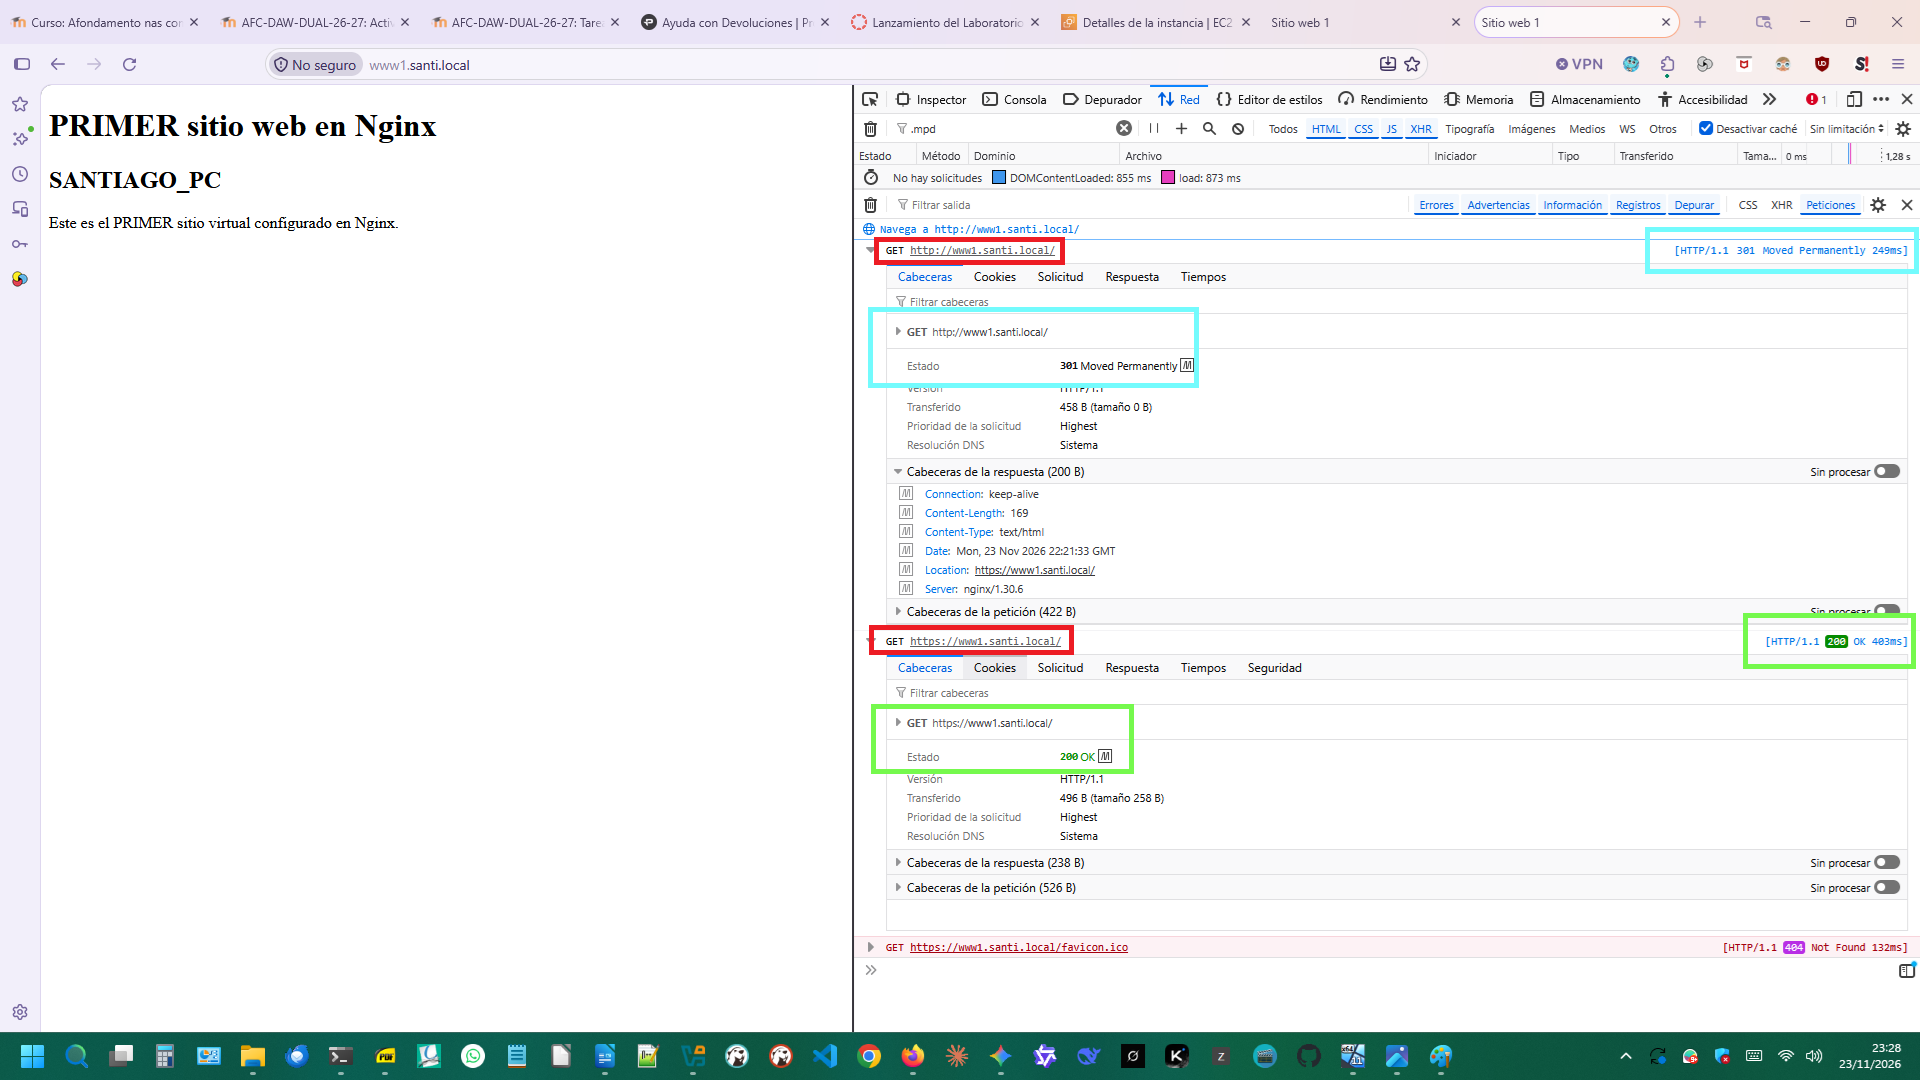 Curso: Afondamento nas cor
AFC-DAW-DUAL-26-27: Activ
AFC-DAW-DUAL-26-27: Tarea
Ayuda con Devoluciones | Pr
Lanzamiento del Laboratorio
Detalles de la instancia | EC2
Sitio web 1
Sitio web 1
No seguro
www1.santi.local
VPN
PRIMER sitio web en Nginx
SANTIAGO_PC
Este es el PRIMER sitio virtual configurado en Nginx.
Inspector
Consola
Depurador
Red
Editor de estilos
Rendimiento
Memoria
Almacenamiento
Accesibilidad
1
.mpd
Todos
HTML
CSS
JS
XHR
Tipografía
Imágenes
Medios
WS
Otros
Desactivar caché
Sin limitación
Estado
Método
Dominio
Archivo
Iniciador
Tipo
Transferido
Tama...
0 ms
1,28 s
No hay solicitudes
DOMContentLoaded: 855 ms
load: 873 ms
Filtrar salida
Errores
Advertencias
Información
Registros
Depurar
CSS
XHR
Peticiones
Navega a http://www1.santi.local/
GET http://www1.santi.local/
[HTTP/1.1 301 Moved Permanently 249ms]
Cabeceras
Cookies
Solicitud
Respuesta
Tiempos
Filtrar cabeceras
GET http://www1.santi.local/
Estado 301 Moved Permanently
Versión HTTP/1.1
Transferido 458 B (tamaño 0 B)
Prioridad de la solicitud Highest
Resolución DNS Sistema
Cabeceras de la respuesta (200 B)
Sin procesar
Connection: keep-alive
Content-Length: 169
Content-Type: text/html
Date: Mon, 23 Nov 2026 22:21:33 GMT
Location: https://www1.santi.local/
Server: nginx/1.30.6
Cabeceras de la petición (422 B)
Sin procesar
GET https://www1.santi.local/
[HTTP/1.1 200 OK 403ms]
Cabeceras
Cookies
Solicitud
Respuesta
Tiempos
Seguridad
Filtrar cabeceras
GET https://www1.santi.local/
Estado 200 OK
Versión HTTP/1.1
Transferido 496 B (tamaño 258 B)
Prioridad de la solicitud Highest
Resolución DNS Sistema
Cabeceras de la respuesta (238 B)
Sin procesar
Cabeceras de la petición (526 B)
Sin procesar
GET https://www1.santi.local/favicon.ico
[HTTP/1.1 404 Not Found 132ms]
23:28
23/11/2026